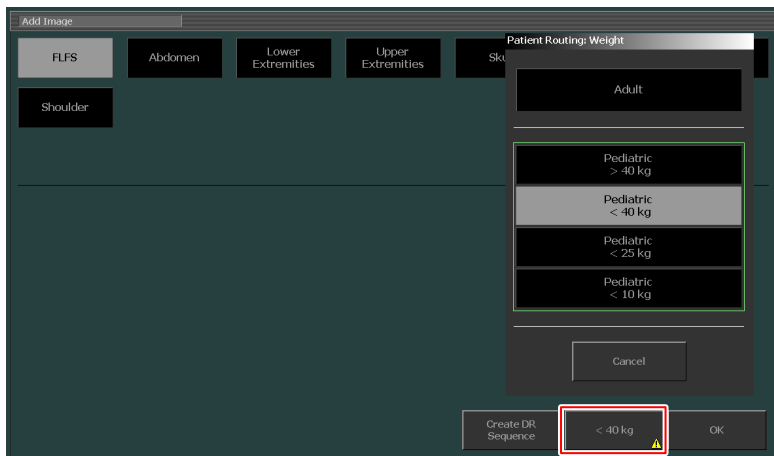 Add Image
Patient Routing: Weight
FLFS
Abdomen
Lower
Extremities
Upper
Extremities
Sku
Adult
Shoulder
Pediatric
> 40 kg
Pediatric
< 40 kg
Pediatric
< 25 kg
Pediatric
< 10 kg
Cancel
Create DR
Sequence
< 40 kg
OK